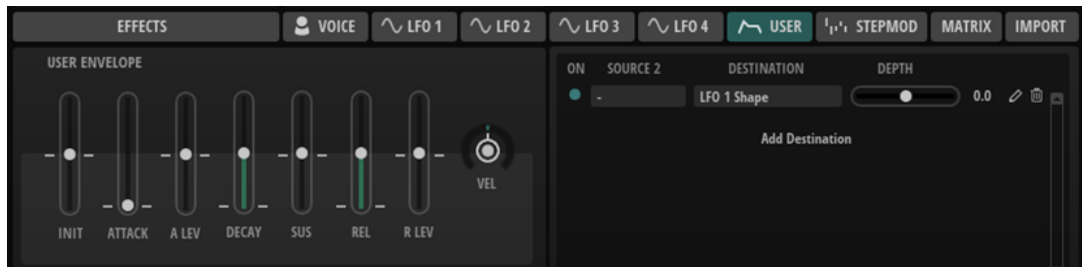 EFFECTS VOICE LFO 1 LFO 2 LFO 3 LFO 4 USER STEPMOD MATRIX IMPORT
USER ENVELOPE
INIT ATTACK A LEV DECAY SUS REL R LEV
VEL
ON SOURCE 2 DESTINATION DEPTH
- LFO 1 Shape 0.0
Add Destination